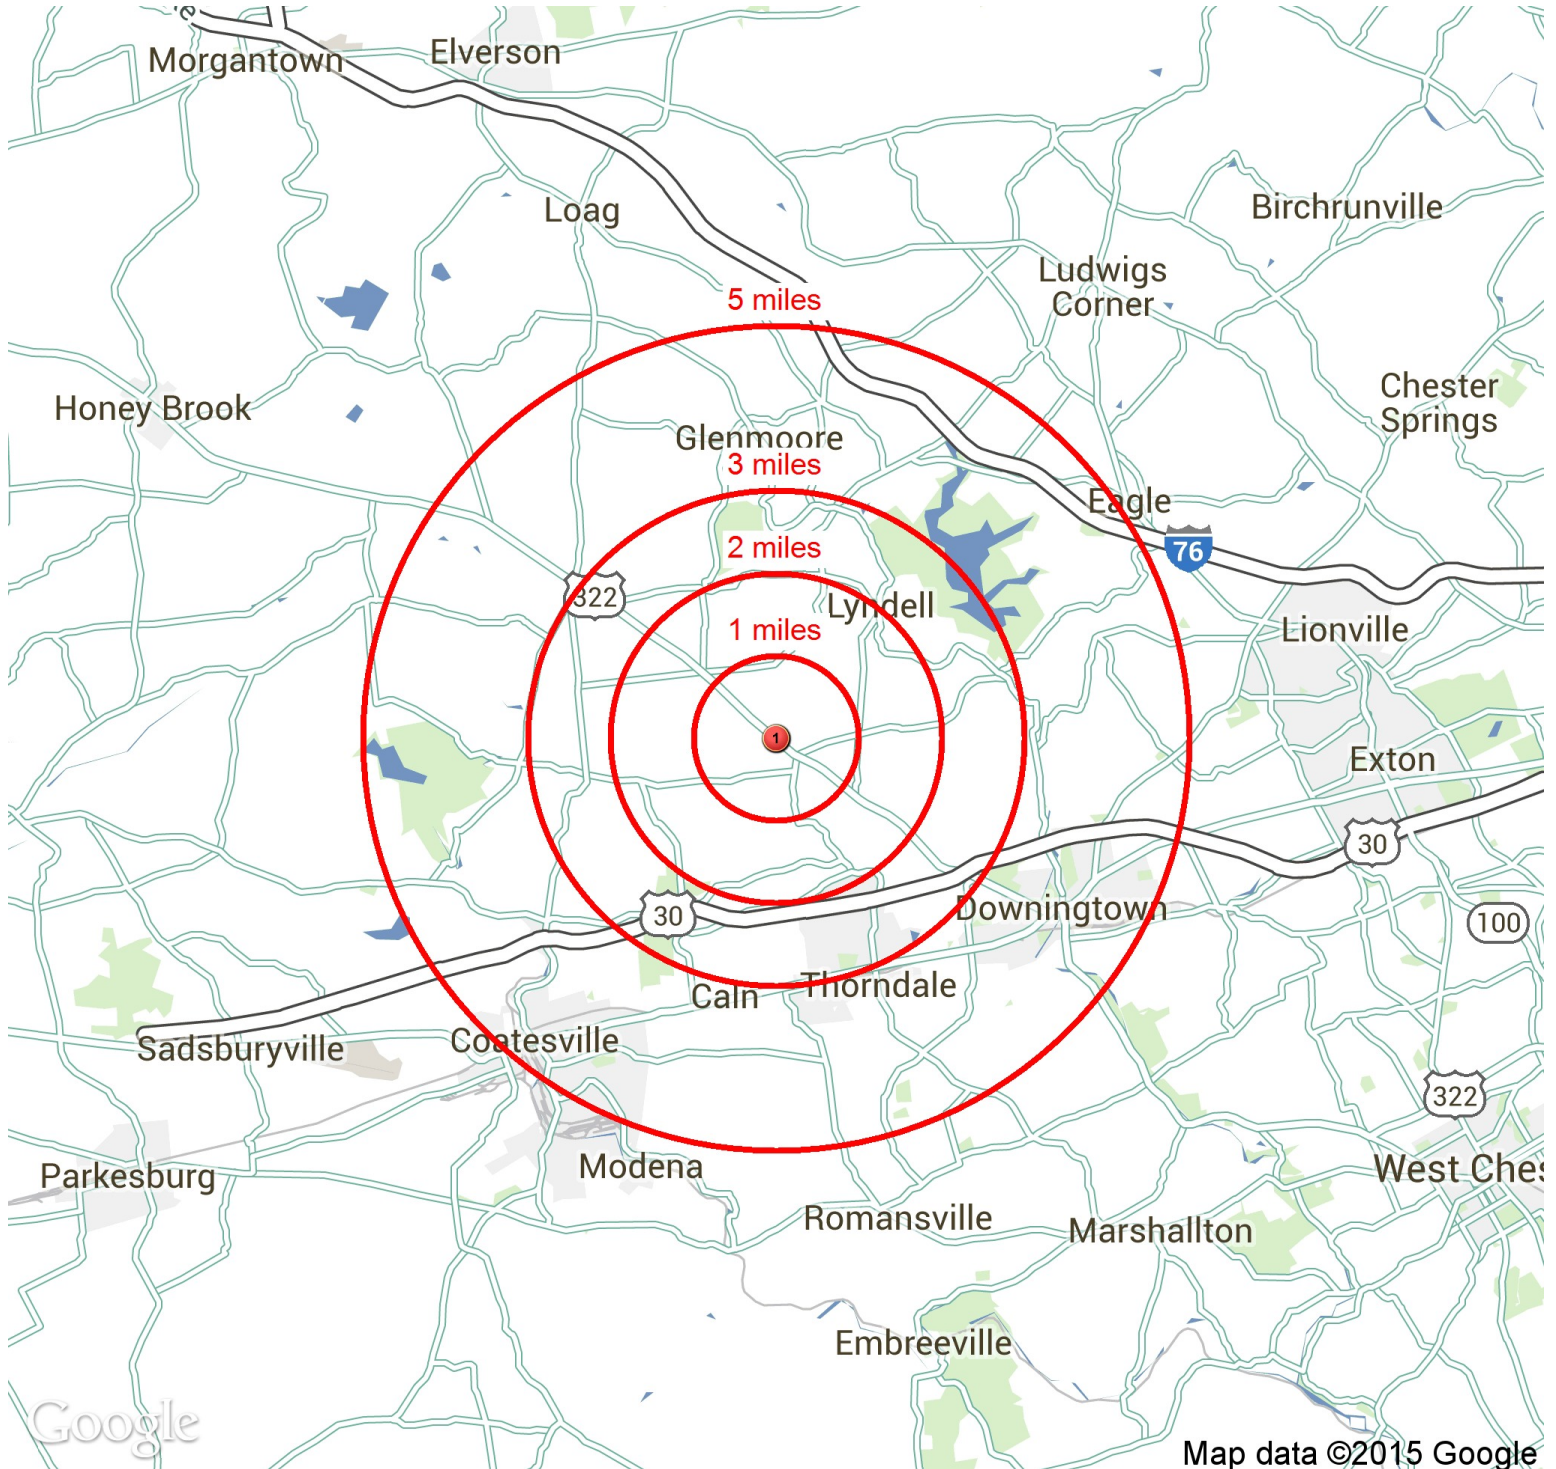 Morgantown
Elverson
Loag
Birchrunville
Ludwigs
Corner
5 miles
Honey Brook
Chester
Springs
Glenmoore
3 miles
Eagle
76
2 miles
322
Lyndell
1 miles
Lionville
1
Exton
30
30
Downingtown
100
Caln
Thorndale
Sadsburyville
Coatesville
322
Parkesburg
Modena
West Ches
Romansville
Marshallton
Embreeville
Google
Map data ©2015 Google